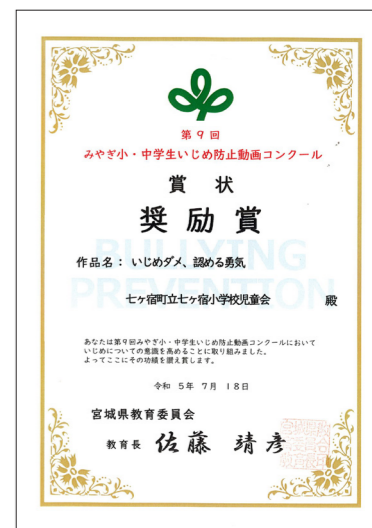 第9回
みやぎ小・中学生いじめ防止動画コンクール
賞 状
奨 励 賞
BULLYING
PREVENTION
作品名： いじめダメ、認める勇気
七ヶ宿町立七ヶ宿小学校児童会 殿
あなたは第9回みやぎ小・中学生いじめ防止動画コンクールにおいて
いじめについての意識を高めることに取り組みました。
よってここにその功績を讃え賞します。
令和 5年 7月 18日
宮城県教育委員会
教育長 佐藤 靖彦